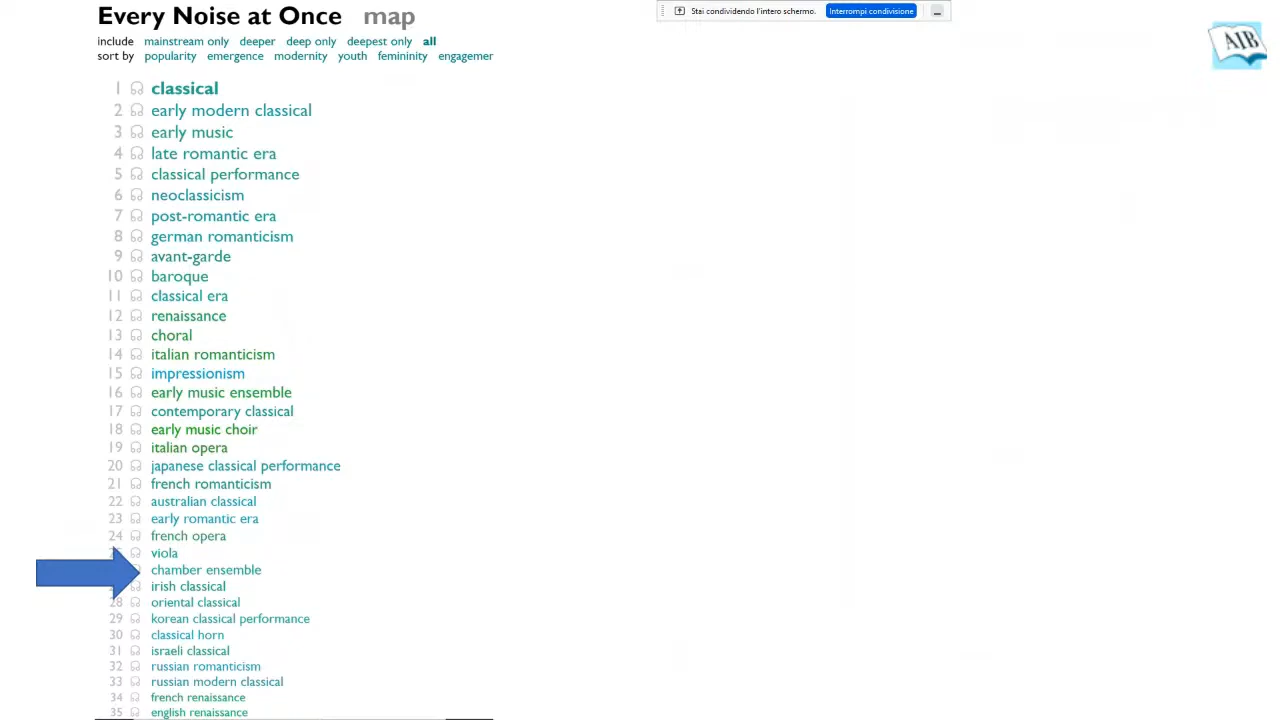 Every Noise at Once map
include mainstream only deeper deep only deepest only all
sort by popularity emergence modernity youth femininity engagemer
1 classical
2 early modern classical
3 early music
4 late romantic era
5 classical performance
6 neoclassicism
7 post-romantic era
8 german romanticism
9 avant-garde
10 baroque
11 classical era
12 renaissance
13 choral
14 italian romanticism
15 impressionism
16 early music ensemble
17 contemporary classical
18 early music choir
19 italian opera
20 japanese classical performance
21 french romanticism
22 australian classical
23 early romantic era
24 french opera
viola
chamber ensemble
irish classical
28 oriental classical
29 korean classical performance
30 classical horn
31 israeli classical
32 russian romanticism
33 russian modern classical
34 french renaissance
35 english renaissance
Stai condividendo l'intero schermo. Interrompi condivisione
AIB